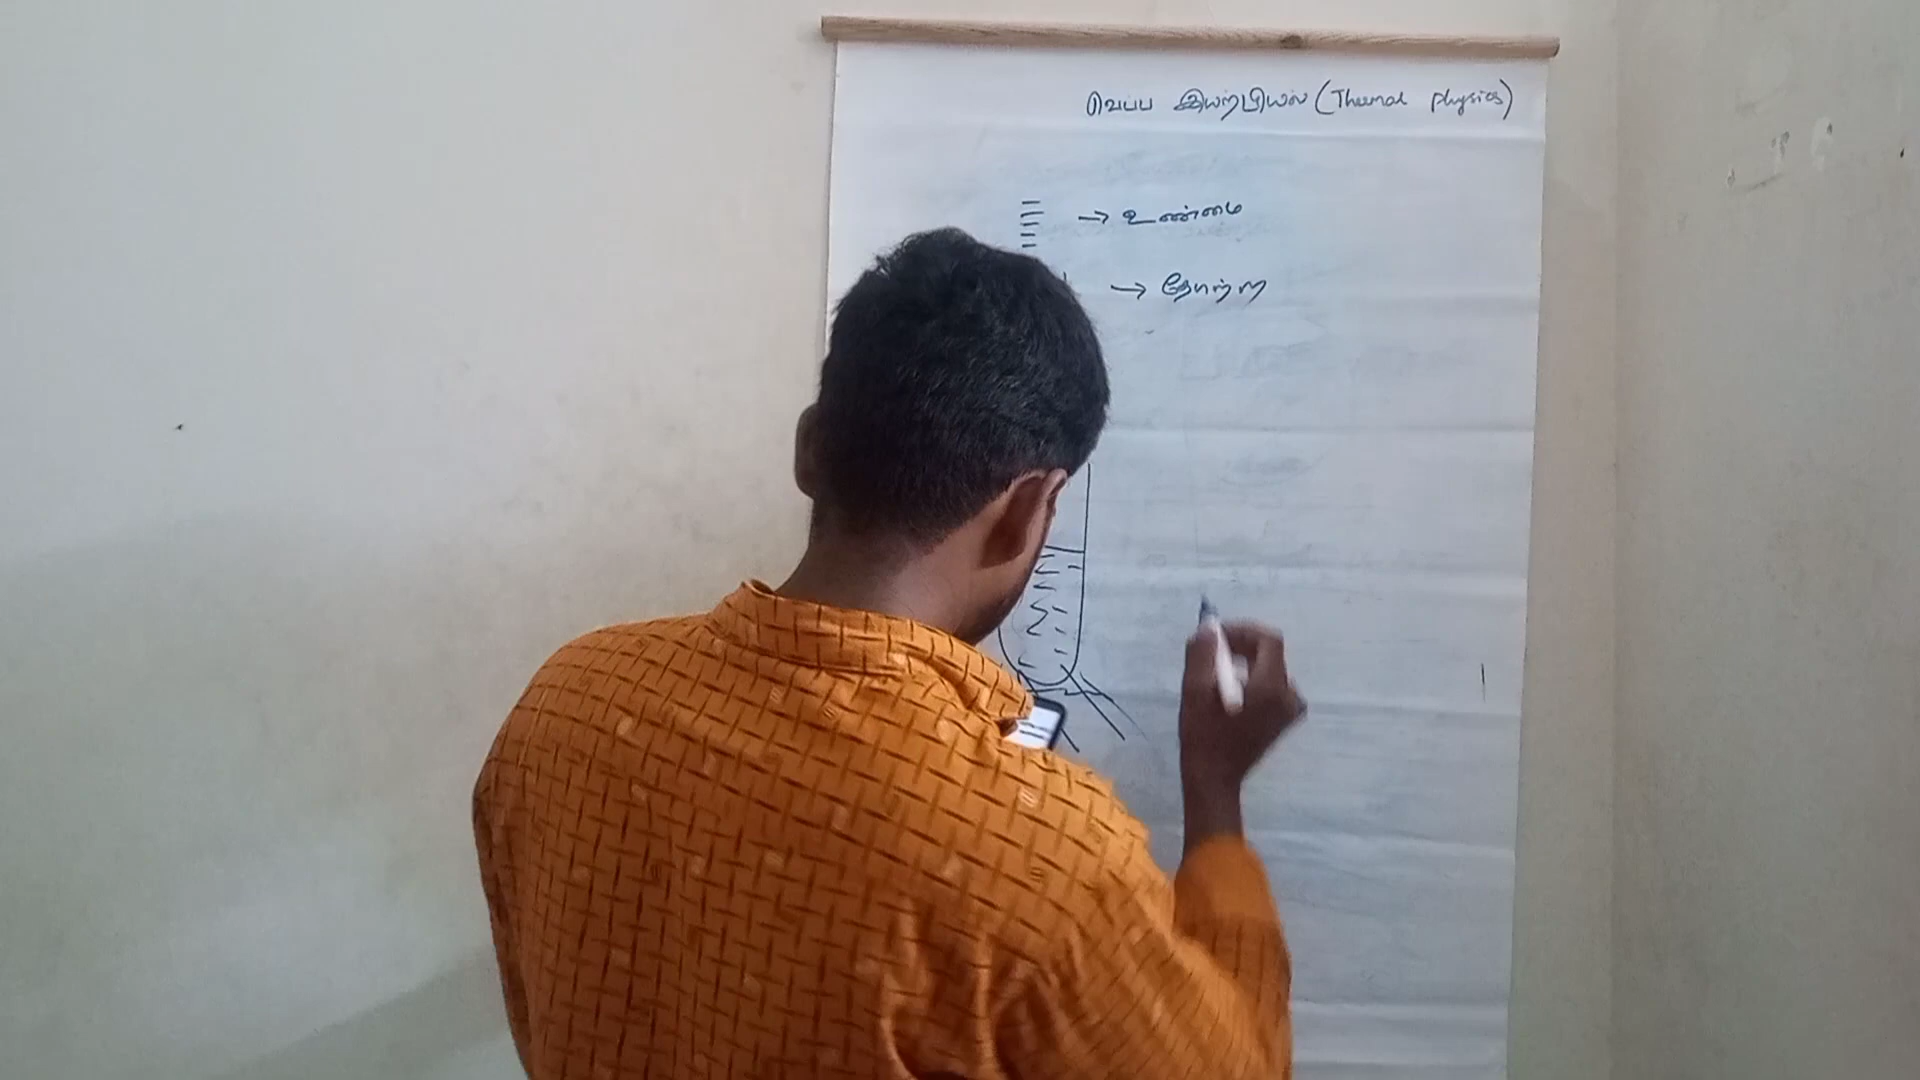 வெப்ப இயற்பியல் (Thermal physics)
→ உண்மை
→ தோற்ற